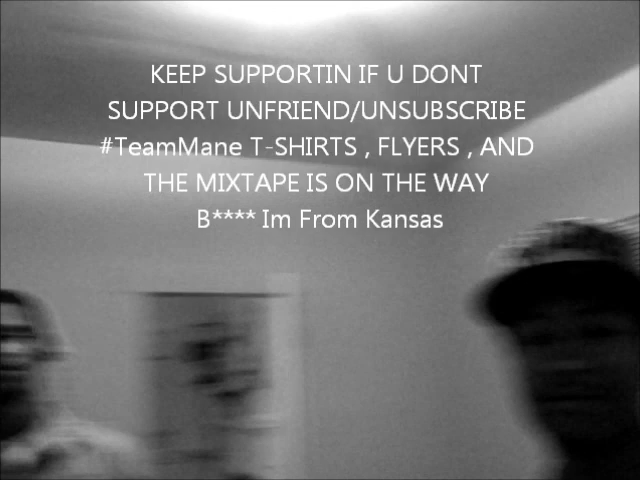 KEEP SUPPORTIN IF U DONT
SUPPORT UNFRIEND/UNSUBSCRIBE
#TeamMane T-SHIRTS , FLYERS , AND
THE MIXTAPE IS ON THE WAY
B**** Im From Kansas